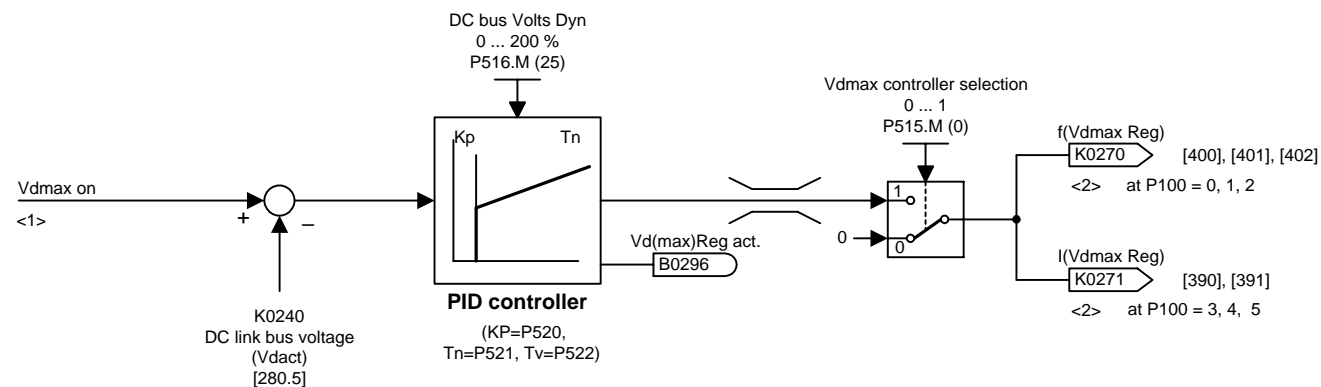 DC bus Volts Dyn
0 ... 200 %
P516.M (25)
Vdmax controller selection
0 ... 1
P515.M (0)
Kp Tn
f(Vdmax Reg)
K0270 [400], [401], [402]
<2> at P100 = 0, 1, 2
Vdmax on
<1>
+
–
1
0
0
Vd(max)Reg act.
B0296
I(Vdmax Reg)
K0271 [390], [391]
<2> at P100 = 3, 4, 5
PID controller
(KP=P520,
Tn=P521, Tv=P522)
K0240
DC link bus voltage
(Vdact)
[280.5]